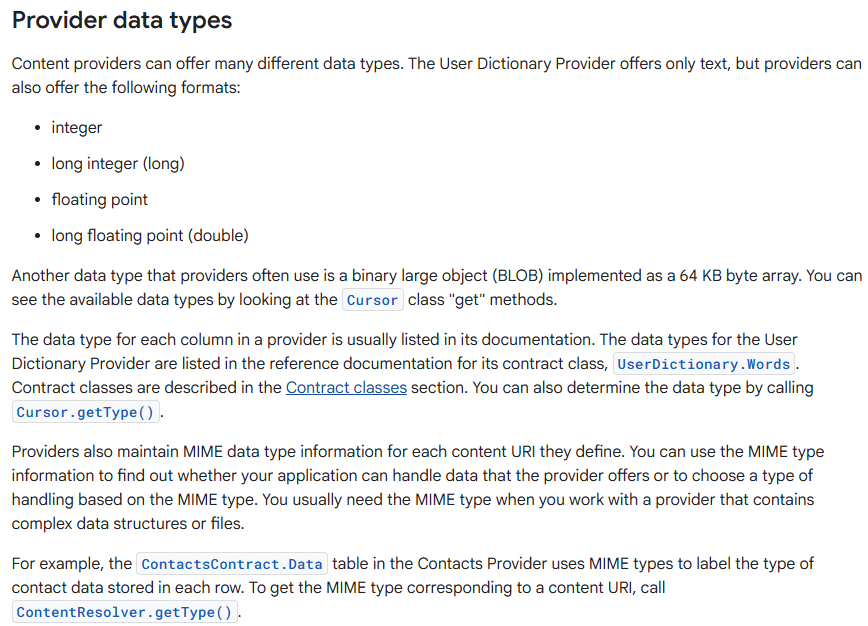 Provider data types
Content providers can offer many different data types. The User Dictionary Provider offers only text, but providers can
also offer the following formats:
• integer
• long integer (long)
• floating point
• long floating point (double)
Another data type that providers often use is a binary large object (BLOB) implemented as a 64 KB byte array. You can
see the available data types by looking at the Cursor class "get" methods.
The data type for each column in a provider is usually listed in its documentation. The data types for the User
Dictionary Provider are listed in the reference documentation for its contract class, UserDictionary.Words.
Contract classes are described in the Contract classes section. You can also determine the data type by calling
Cursor.getType().
Providers also maintain MIME data type information for each content URI they define. You can use the MIME type
information to find out whether your application can handle data that the provider offers or to choose a type of
handling based on the MIME type. You usually need the MIME type when you work with a provider that contains
complex data structures or files.
For example, the ContactsContract.Data table in the Contacts Provider uses MIME types to label the type of
contact data stored in each row. To get the MIME type corresponding to a content URI, call
ContentResolver.getType().